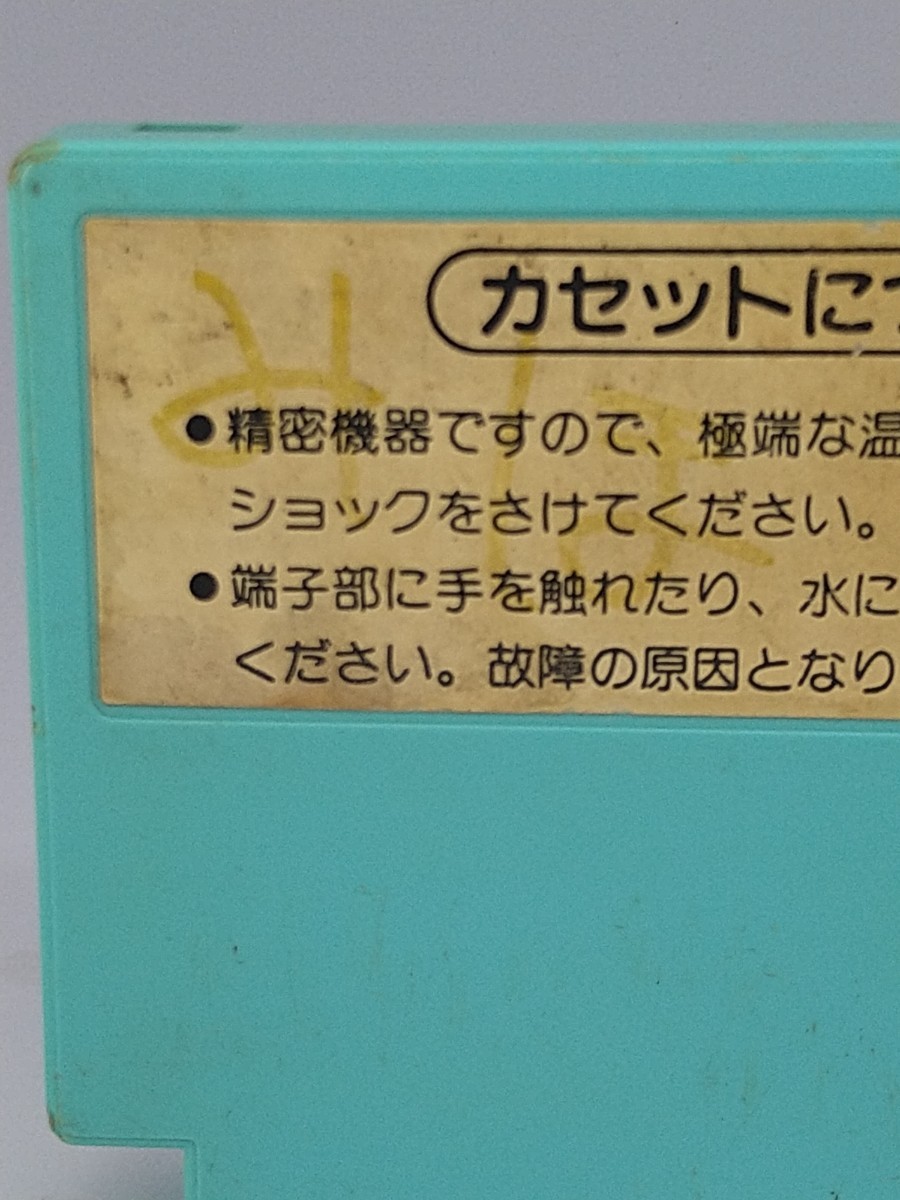 カセットに
●精密機器ですので、極端な温
ショックをさけてください。
●端子部に手を触れたり、水に
ください。故障の原因となり